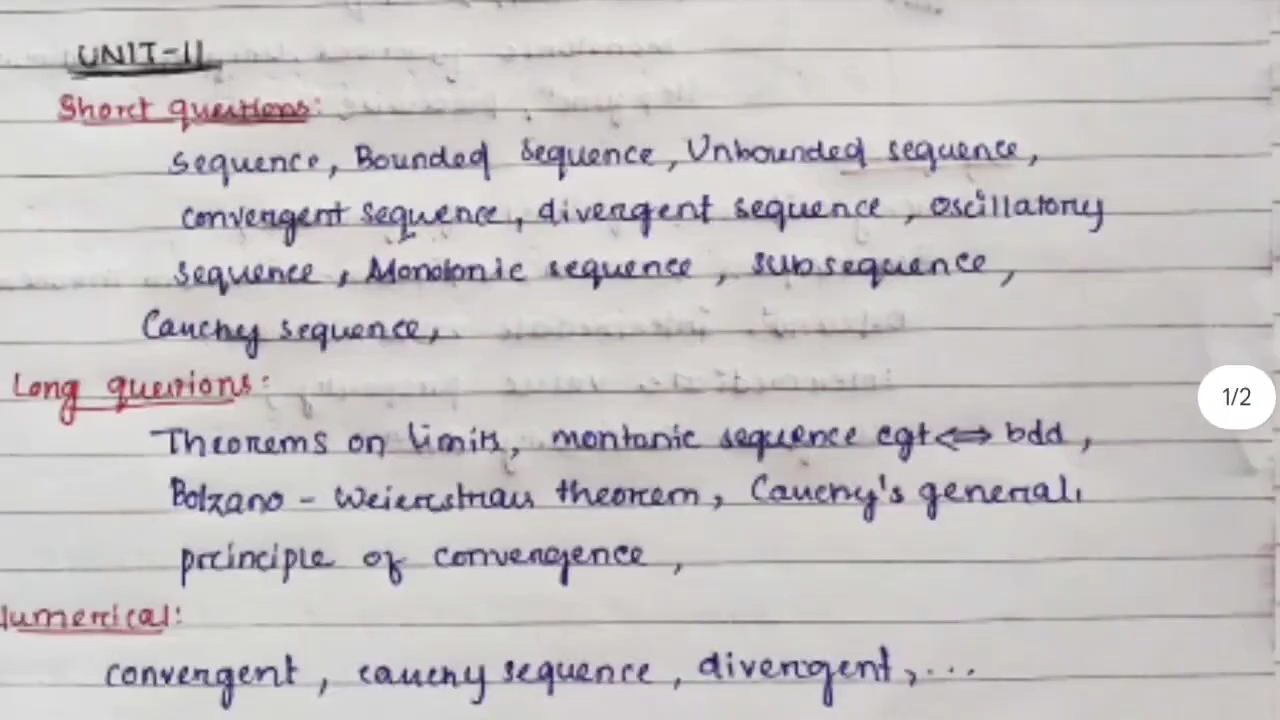 UNIT-II
Short questions:
sequence, Bounded sequence, Unbounded sequence,
convergent sequence, divergent sequence, oscillatory
sequence, Monotonic sequence, subsequence,
Cauchy sequence,
Long questions:
Theorems on limits, montanic sequence cgt⇔bdd,
Bolzano - Weierstrass theorem, Cauchy's general
principle of convergence,
Numerical:
convergent, cauchy sequence, divergent,...
1/2